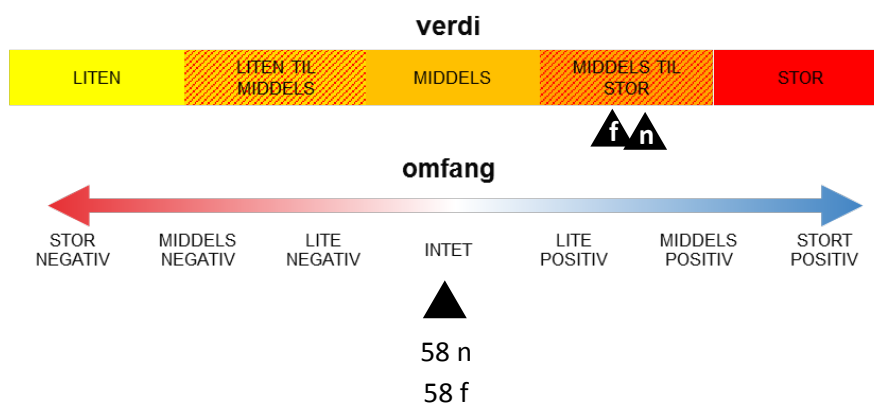 verdi
LITEN
LITEN TIL
MIDDELS
MIDDELS
MIDDELS TIL
STOR
STOR
f n
omfang
STOR
NEGATIV
MIDDELS
NEGATIV
LITE
NEGATIV
INTET
LITE
POSITIV
MIDDELS
POSITIV
STORT
POSITIV
58 n
58 f